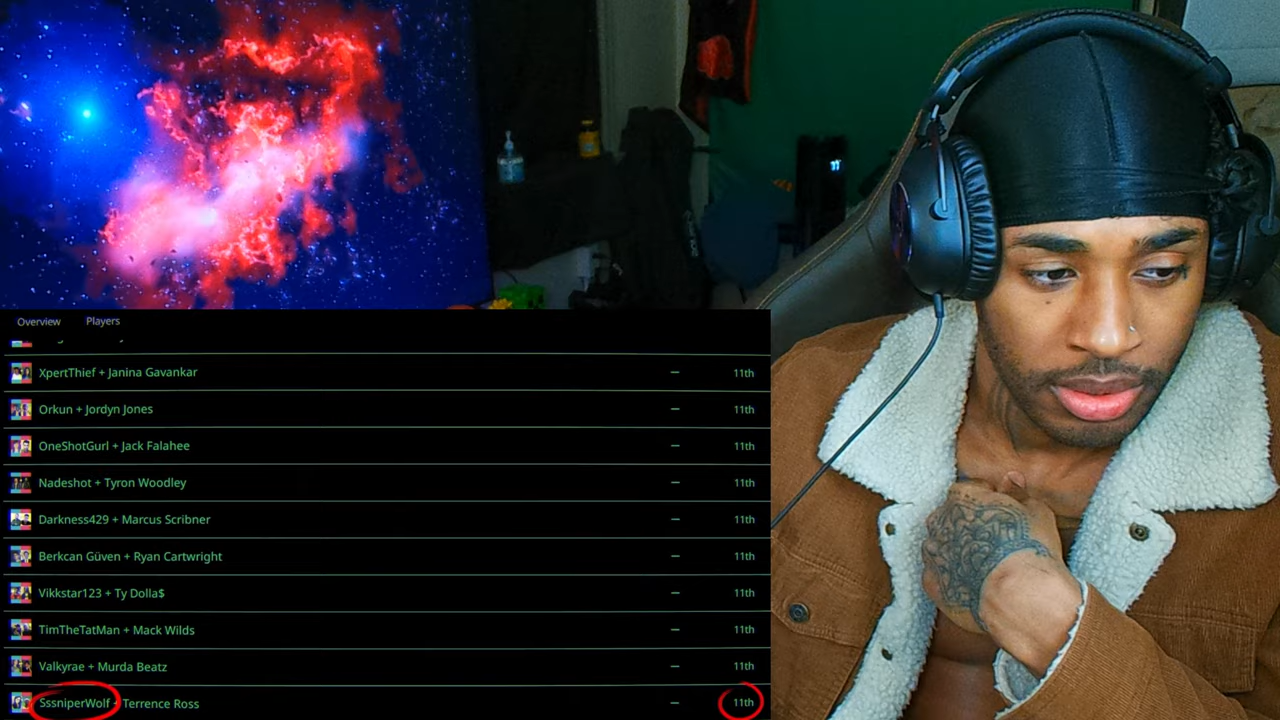 Overview Players
XpertThief + Janina Gavankar — 11th
Orkun + Jordyn Jones — 11th
OneShotGurl + Jack Falahee — 11th
Nadeshot + Tyron Woodley — 11th
Darkness429 + Marcus Scribner — 11th
Berkcan Güven + Ryan Cartwright — 11th
Vikkstar123 + Ty Dolla$ — 11th
TimTheTatMan + Mack Wilds — 11th
Valkyrae + Murda Beatz — 11th
SssniperWolf + Terrence Ross — 11th